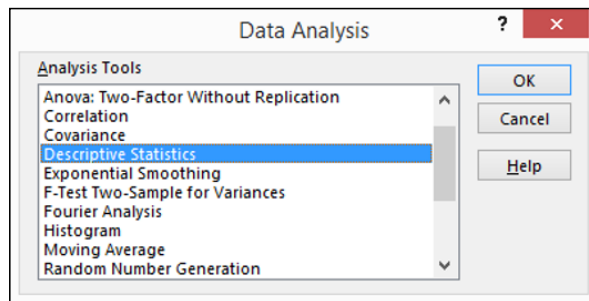 Data Analysis
?
×
Analysis Tools
Anova: Two-Factor Without Replication
Correlation
Covariance
Descriptive Statistics
Exponential Smoothing
F-Test Two-Sample for Variances
Fourier Analysis
Histogram
Moving Average
Random Number Generation
OK
Cancel
Help